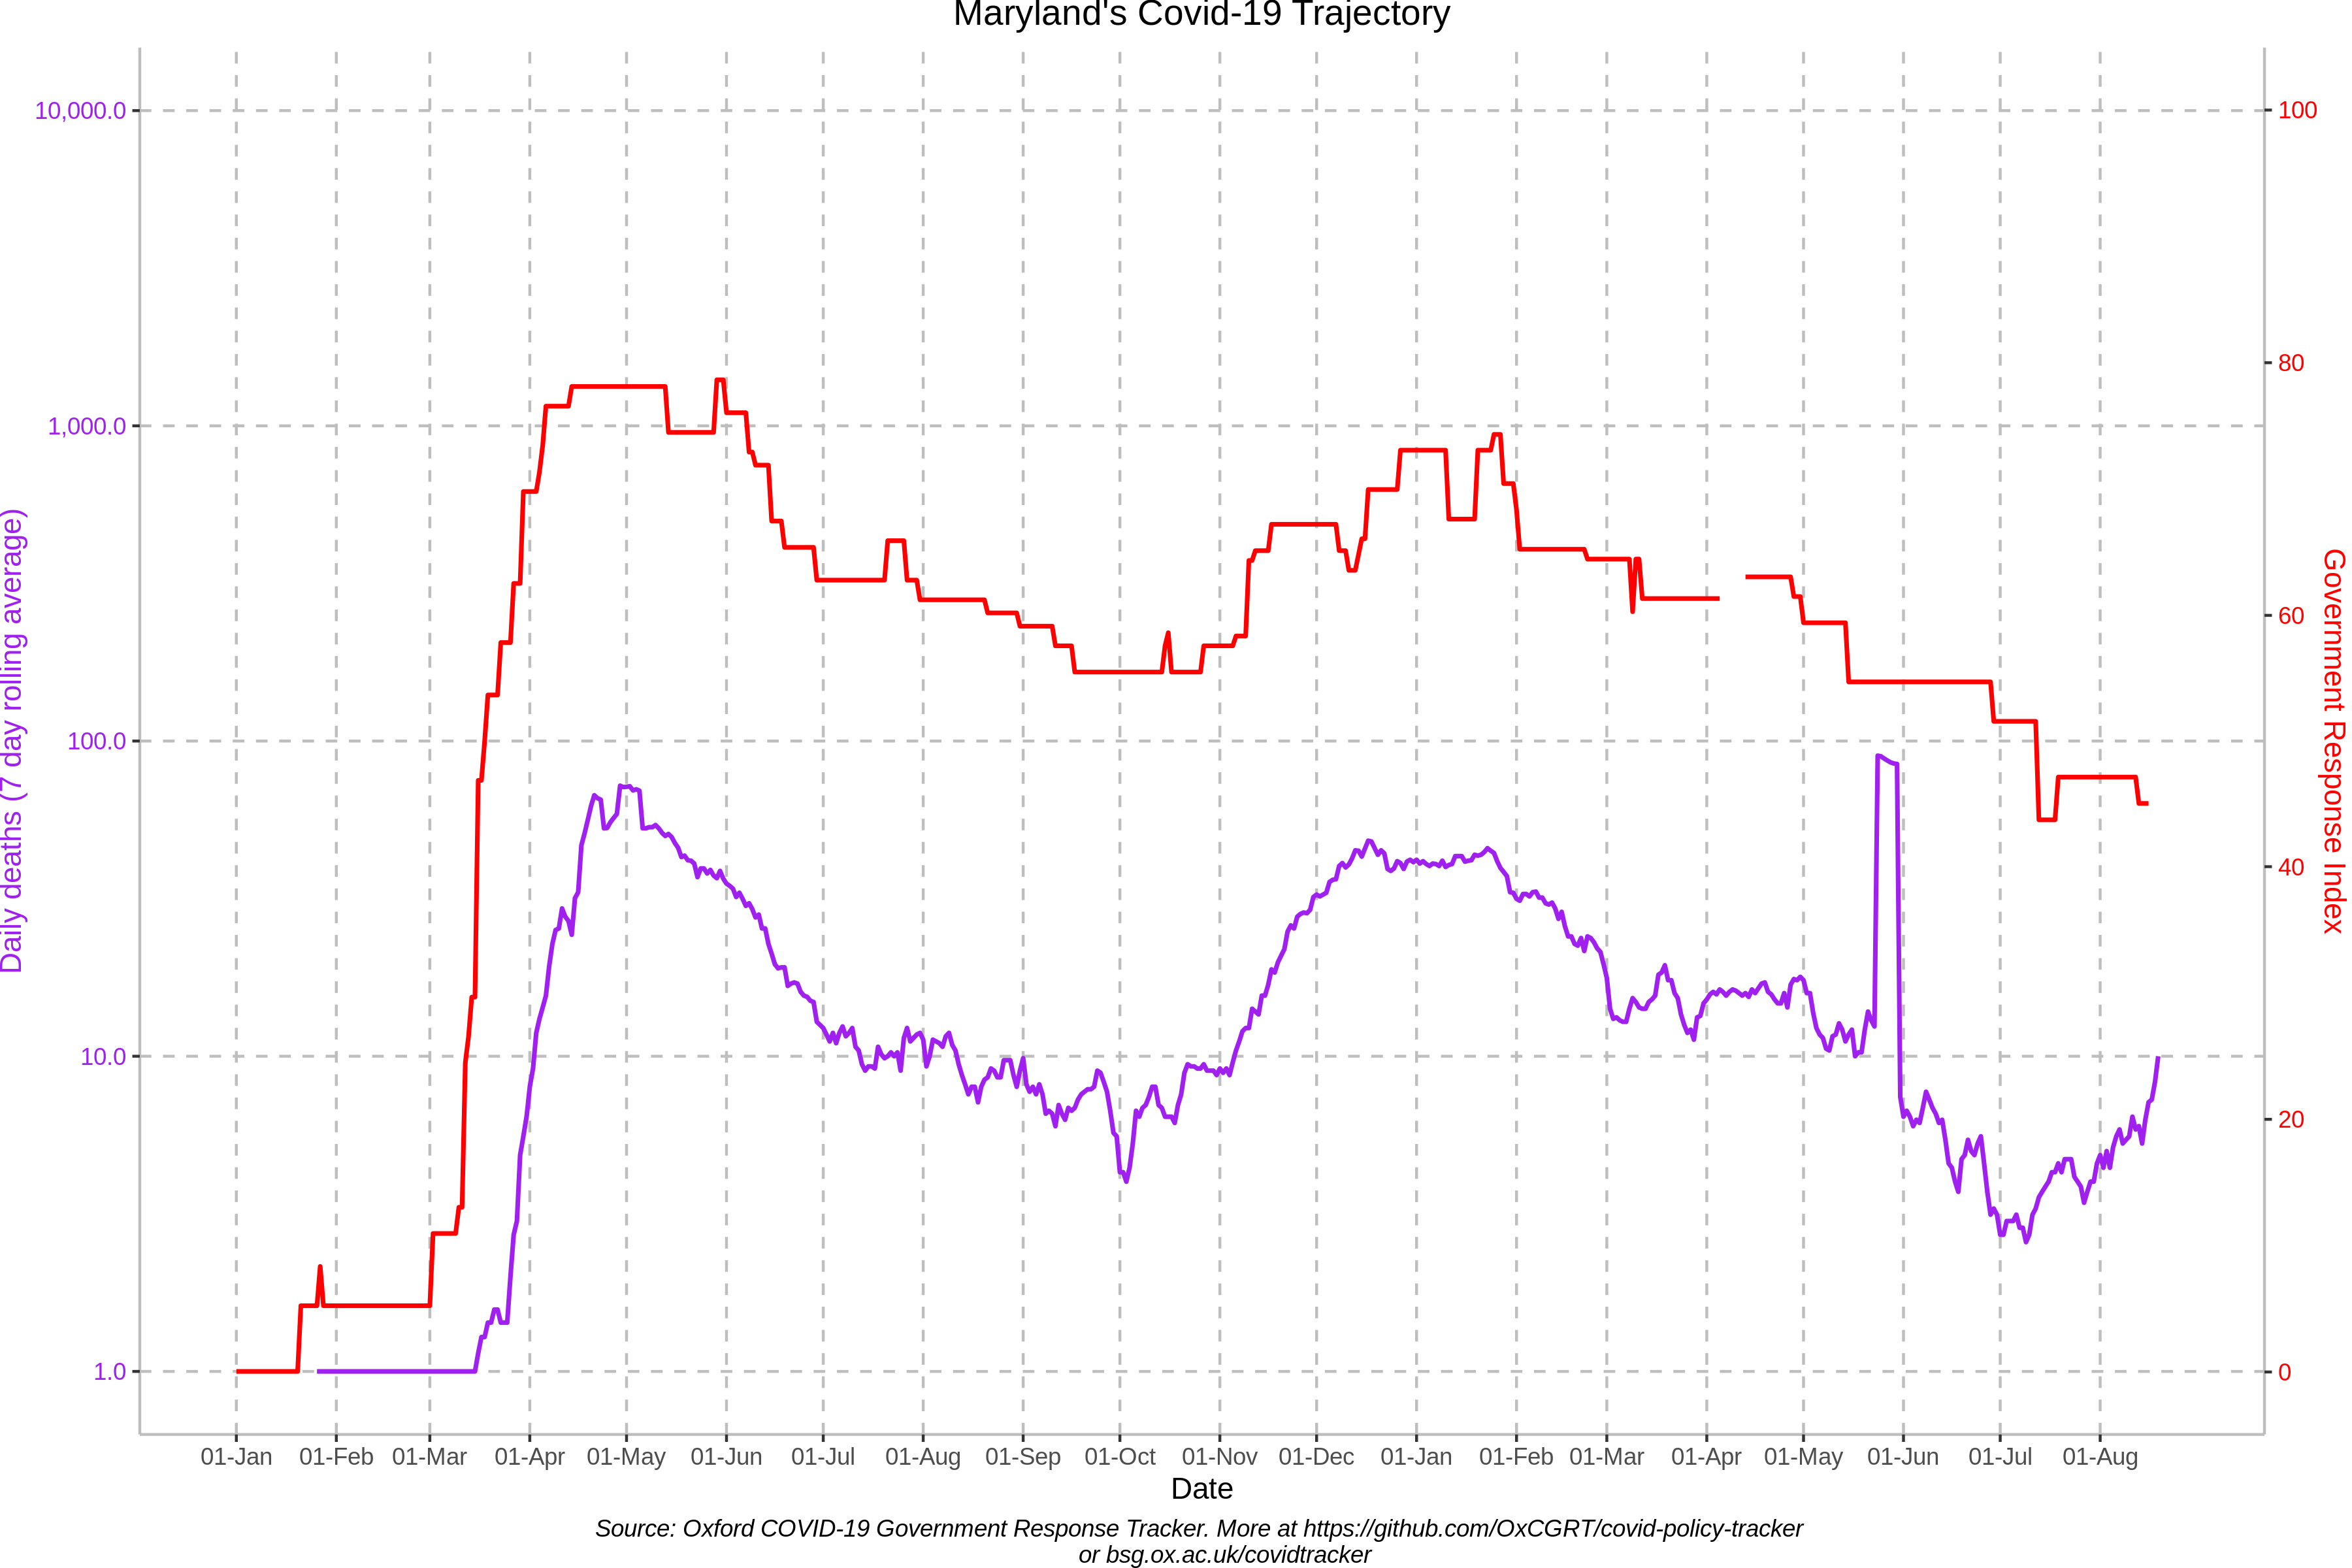 Maryland's Covid-19 Trajectory
10,000.0
1,000.0
100.0
10.0
1.0
Daily deaths (7 day rolling average)
100
80
60
40
20
0
Government Response Index
01-Jan 01-Feb 01-Mar 01-Apr 01-May 01-Jun 01-Jul 01-Aug 01-Sep 01-Oct 01-Nov 01-Dec 01-Jan 01-Feb 01-Mar 01-Apr 01-May 01-Jun 01-Jul 01-Aug
Date
Source: Oxford COVID-19 Government Response Tracker. More at https://github.com/OxCGRT/covid-policy-tracker
or bsg.ox.ac.uk/covidtracker